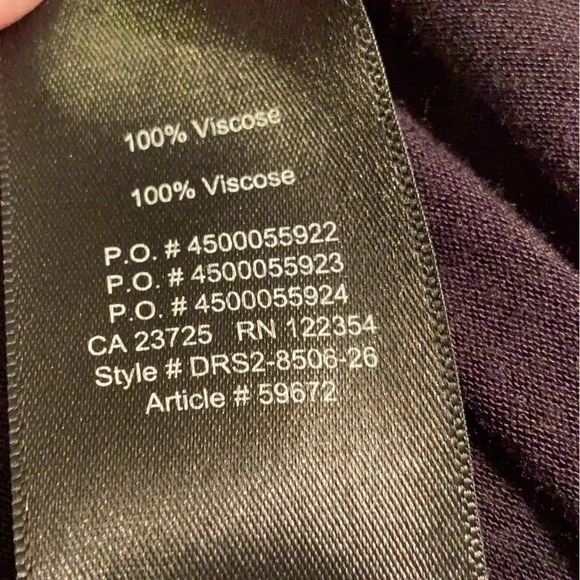 100% Viscose
100% Viscose
P.O. # 4500055922
P.O. # 4500055923
P.O. # 4500055924
CA 23725 RN 122354
Style # DRS2-8506-26
Article # 59672